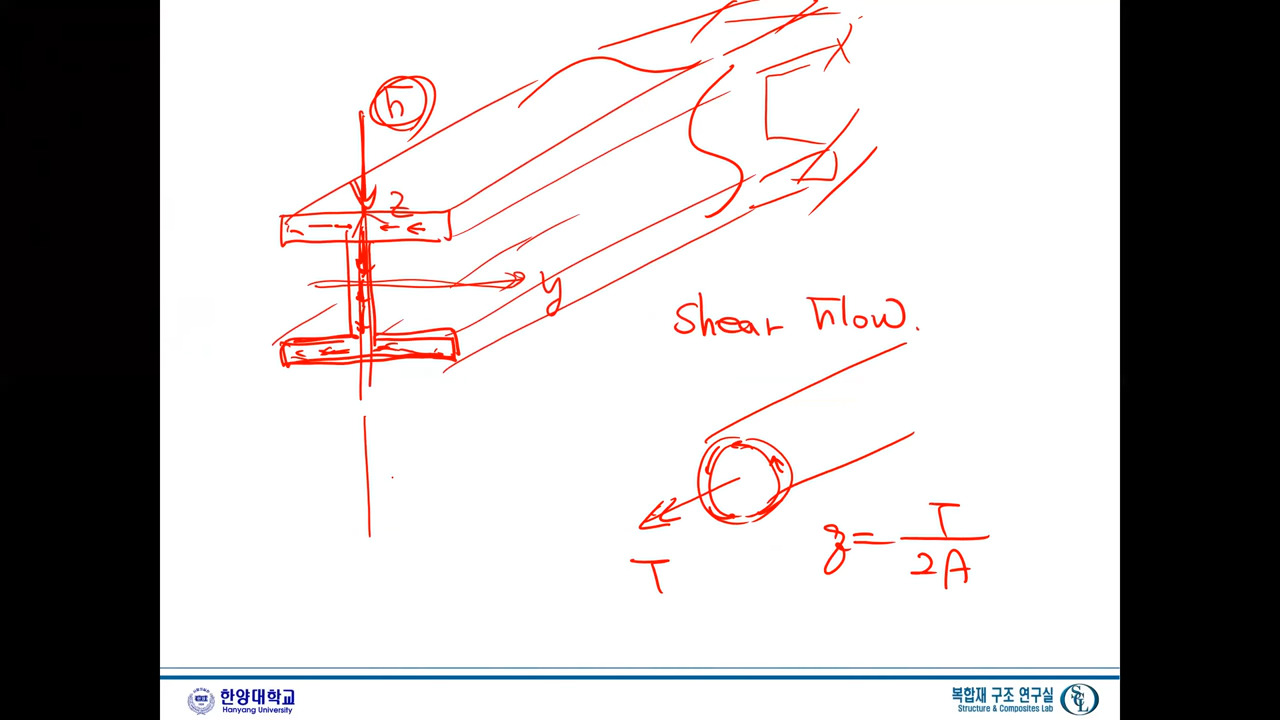 F
z
y
Shear Flow.
T
q = T / 2A
한양대학교
Hanyang University
복합재 구조 연구실
Structure & Composites Lab
SCL